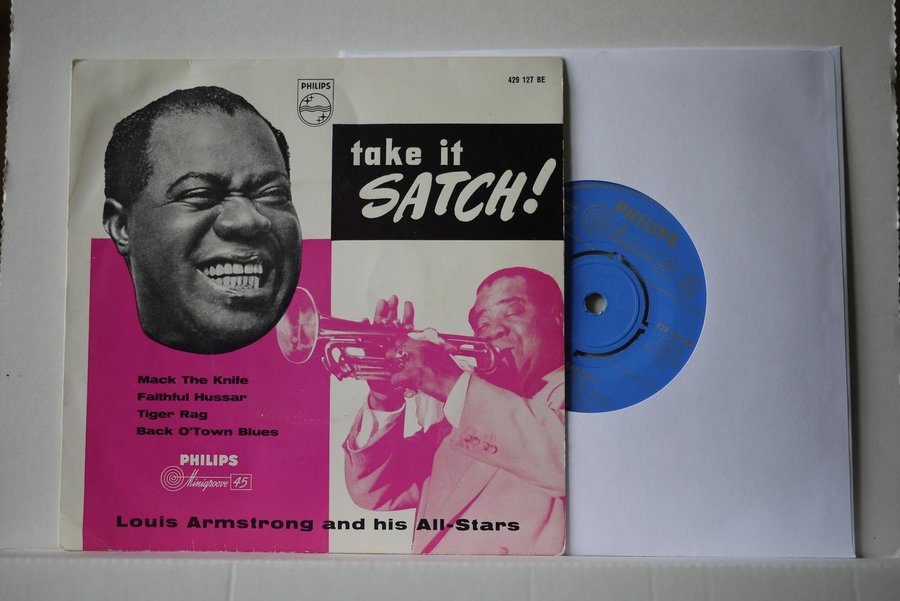 PHILIPS
429 127 BE
take it
SATCH!
Mack The Knife
Faithful Hussar
Tiger Rag
Back O'Town Blues
PHILIPS
Minigroove 45
Louis Armstrong and his All-Stars
PHILIPS